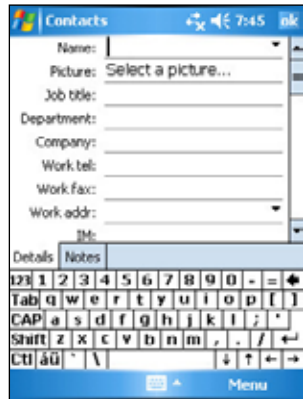 Contacts 7:45 ok
Name:
Picture: Select a picture...
Job title:
Department:
Company:
Work tel:
Work fax:
Work addr:
IM:
Details Notes
123 1 2 3 4 5 6 7 8 9 0 - =
Tab q w e r t y u i o p [ ]
CAP a s d f g h j k l ; '
Shift z x c v b n m , . /
Ctl áü ` \
Menu